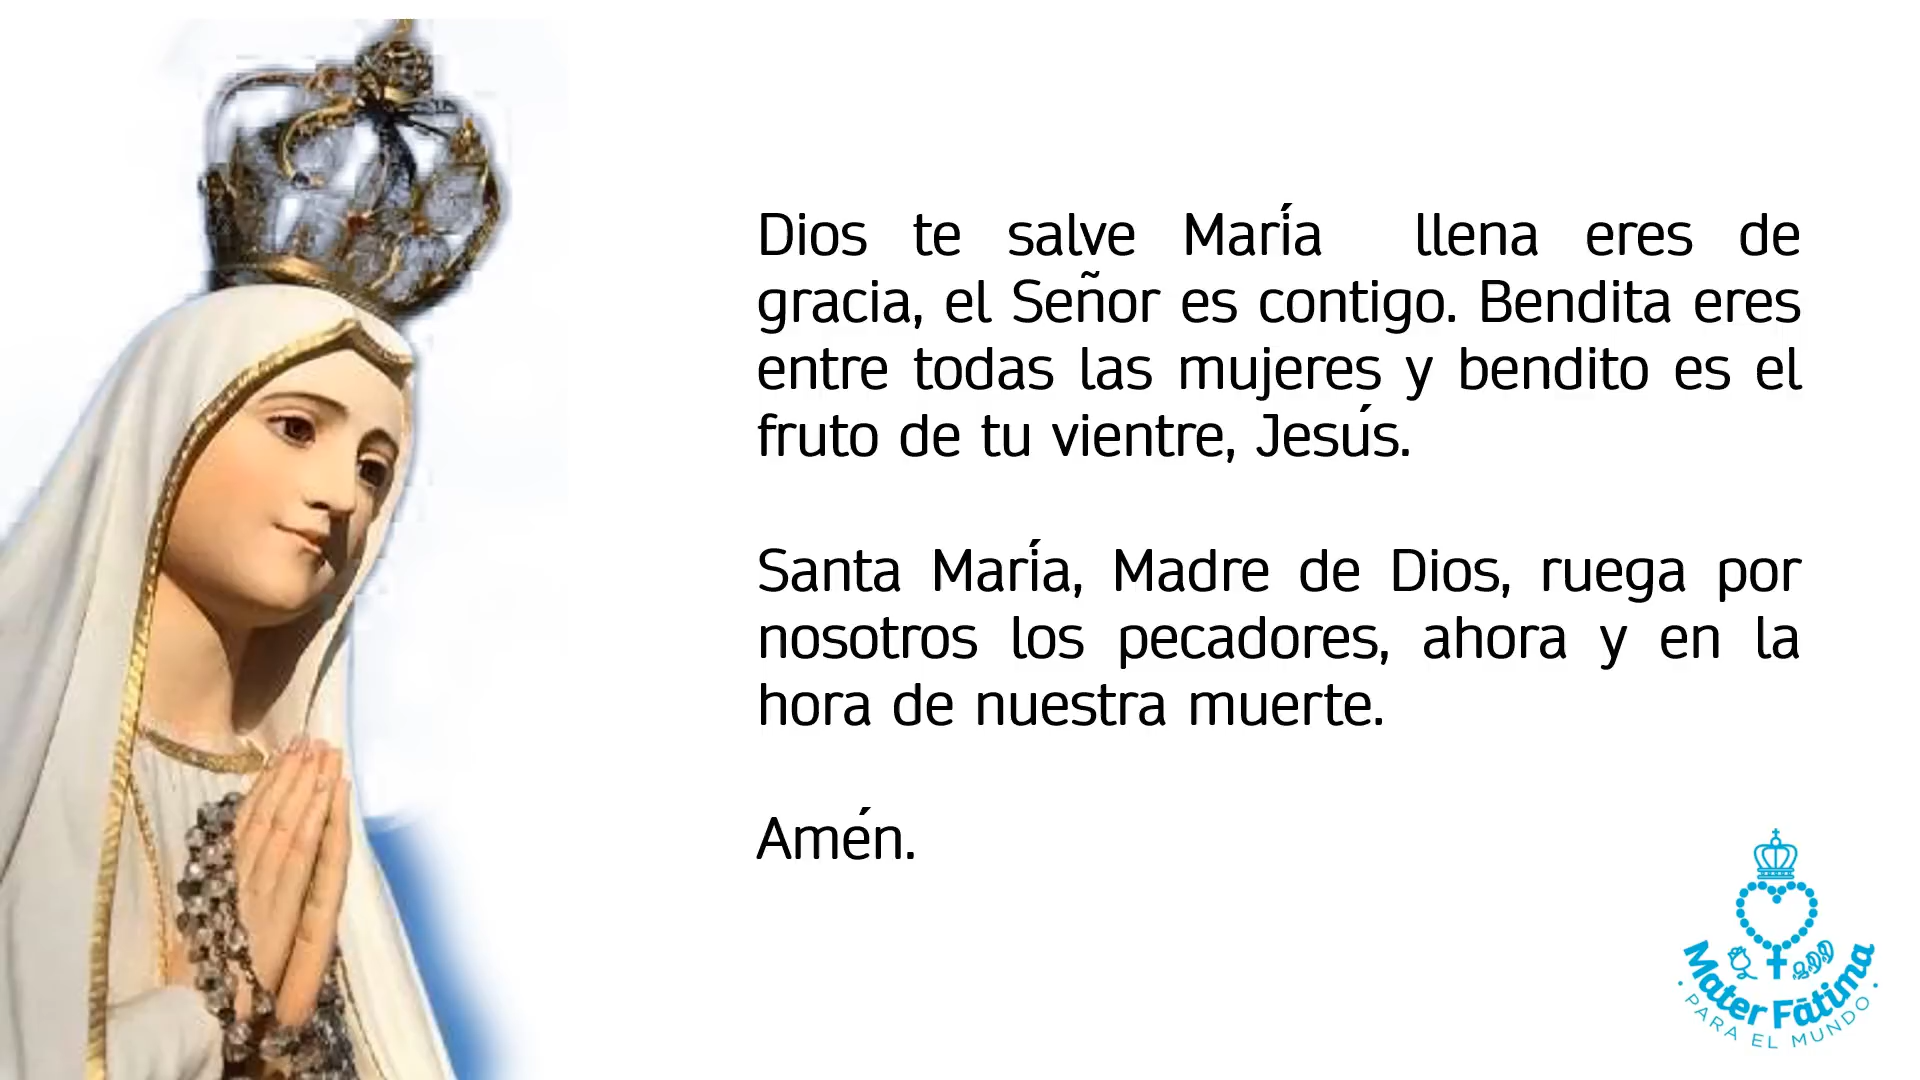 Dios te salve María llena eres de
gracia, el Señor es contigo. Bendita eres
entre todas las mujeres y bendito es el
fruto de tu vientre, Jesús.
Santa María, Madre de Dios, ruega por
nosotros los pecadores, ahora y en la
hora de nuestra muerte.
Amén.
Mater Fātima
PARA EL MUNDO